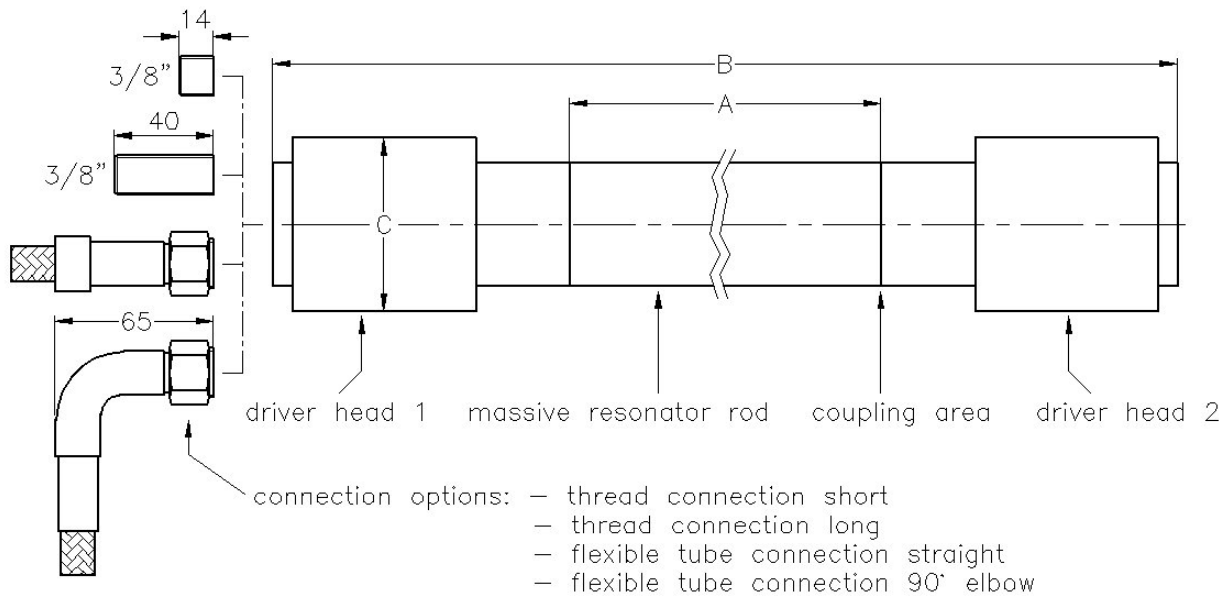 14
3/8”
B
A
40
3/8”
C
65
driver head 1
massive resonator rod
coupling area
driver head 2
connection options: – thread connection short
– thread connection long
– flexible tube connection straight
– flexible tube connection 90° elbow